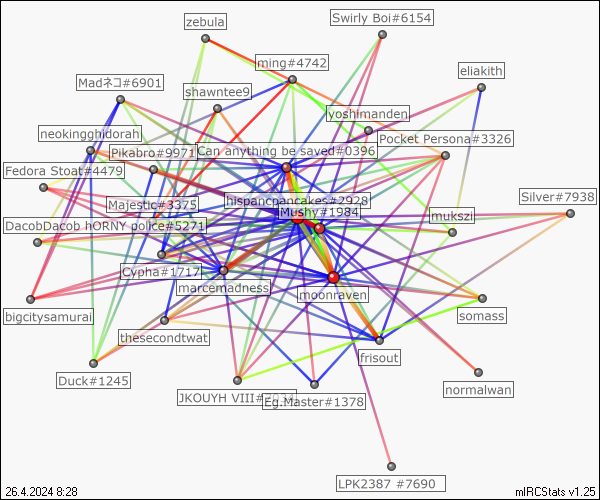 zebula
Swirly Boi#6154
ming#4742
eliakith
Madネコ#6901
shawntee9
yoshimanden
neokingghidorah
Pocket Persona#3326
Pikabro#9971
Can anything be saved#0396
Fedora Stoat#4479
Silver#7938
hispancpancakes#2928
Majestic#3375
Mushy#1984
mukszi
DacobDacob hORNY police#5271
Cypha#1717
marcemadness
moonraven
bigcitysamurai
somass
thesecondtwat
frisout
Duck#1245
normalwan
JKOUYH VIII#
Eg.Master#1378
LPK2387 #7690
26.4.2024 8:28
mIRCStats v1.25